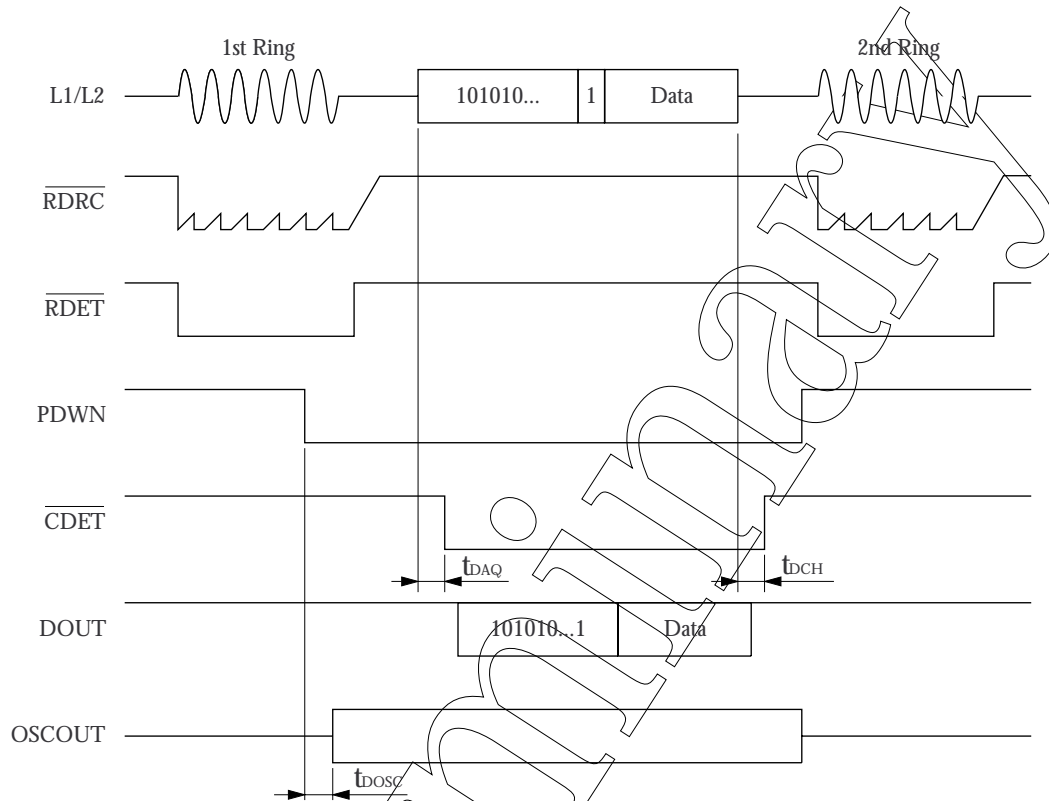 1st Ring
2nd Ring
L1/L2
101010...
1
Data
RDRC
RDET
PDWN
CDET
tDAQ
tDCH
DOUT
101010...1
Data
OSCOUT
tDOSC